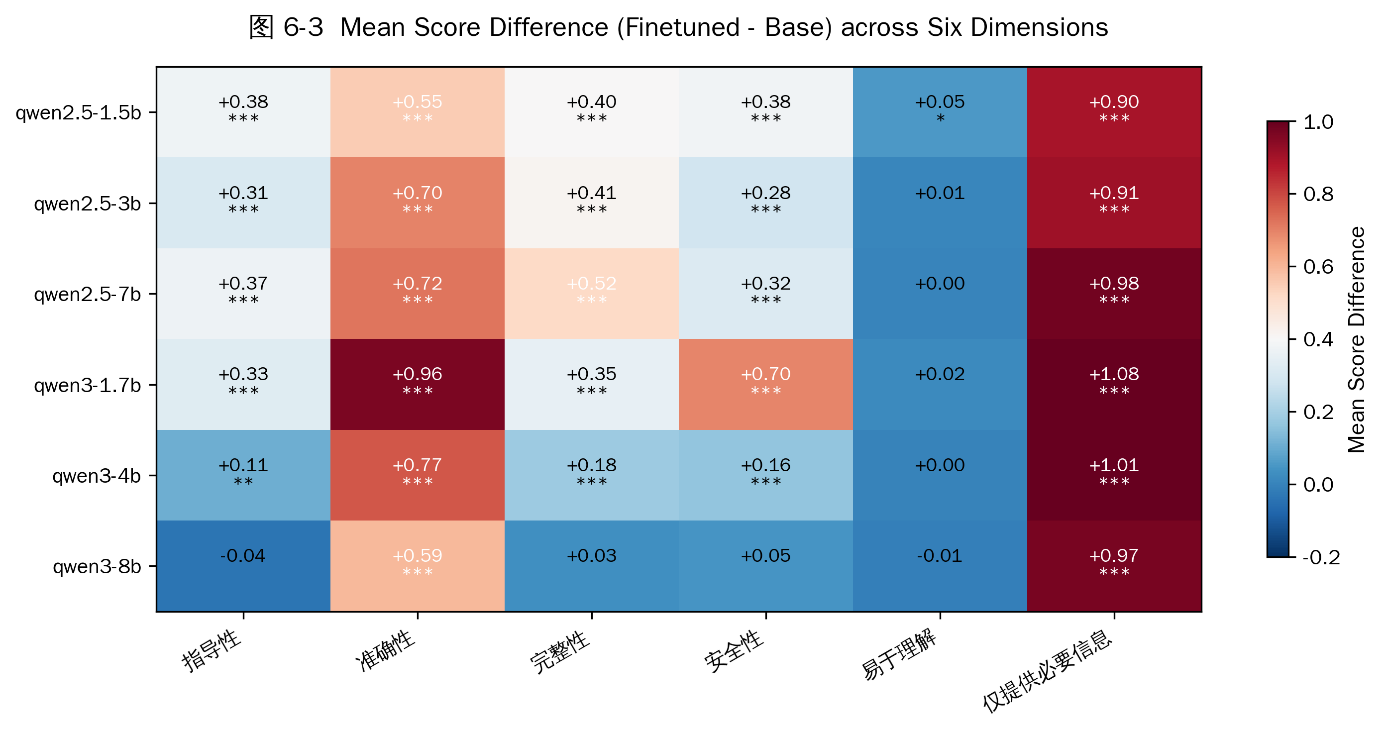 图 6-3 Mean Score Difference (Finetuned - Base) across Six Dimensions
qwen2.5-1.5b +0.38 +0.55 +0.40 +0.38 +0.05 +0.90
*** *** *** *** * ***
qwen2.5-3b +0.31 +0.70 +0.41 +0.28 +0.01 +0.91
*** *** *** *** ***
qwen2.5-7b +0.37 +0.72 +0.52 +0.32 +0.00 +0.98
*** *** *** *** ***
qwen3-1.7b +0.33 +0.96 +0.35 +0.70 +0.02 +1.08
*** *** *** *** ***
qwen3-4b +0.11 +0.77 +0.18 +0.16 +0.00 +1.01
** *** *** *** ***
qwen3-8b -0.04 +0.59 +0.03 +0.05 -0.01 +0.97
*** ***
指导性 准确性 完整性 安全性 易于理解 仅提供必要信息
1.0
0.8
0.6
0.4
0.2
0.0
-0.2
Mean Score Difference